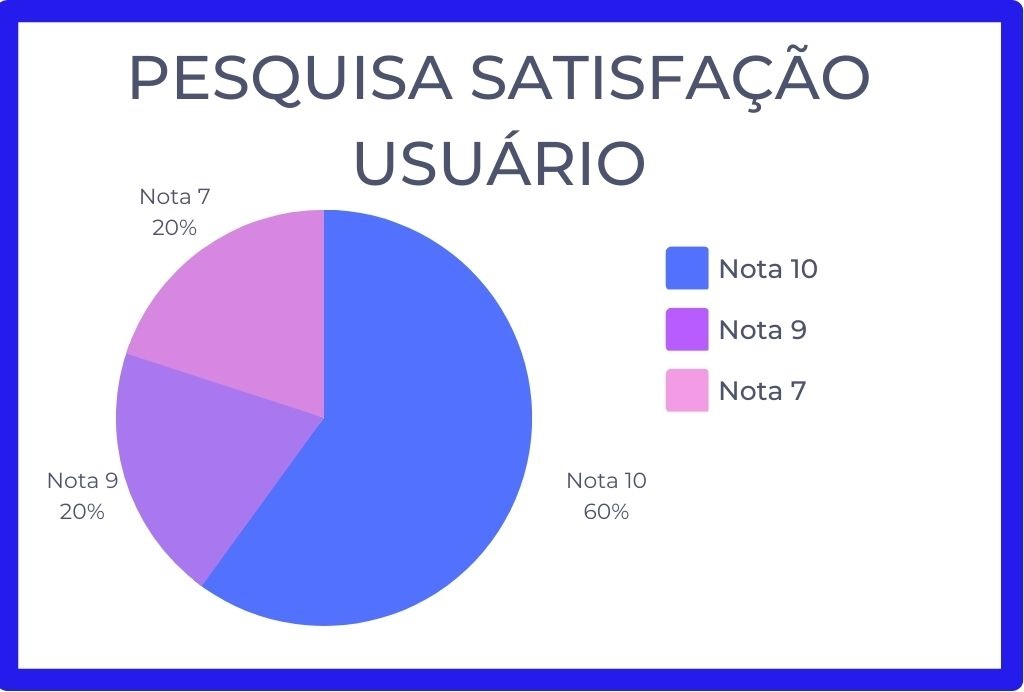 PESQUISA SATISFAÇÃO
USUÁRIO
Nota 7
20%
Nota 10
Nota 9
Nota 7
Nota 9
20%
Nota 10
60%